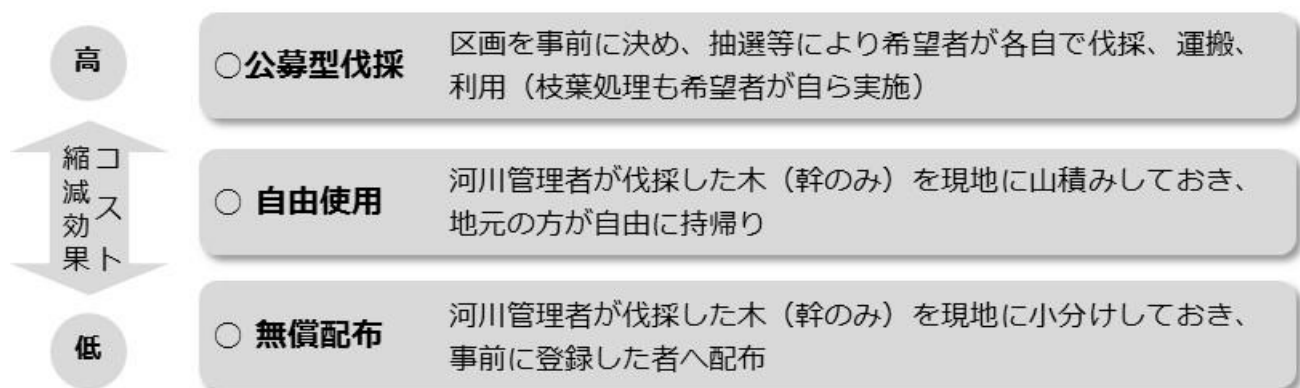 高
コスト
縮減効果
低
○公募型伐採
区画を事前に決め、抽選等により希望者が各自で伐採、運搬、
利用（枝葉処理も希望者が自ら実施）
○ 自由使用
河川管理者が伐採した木（幹のみ）を現地に山積みしておき、
地元の方が自由に持帰り
○ 無償配布
河川管理者が伐採した木（幹のみ）を現地に小分けしておき、
事前に登録した者へ配布